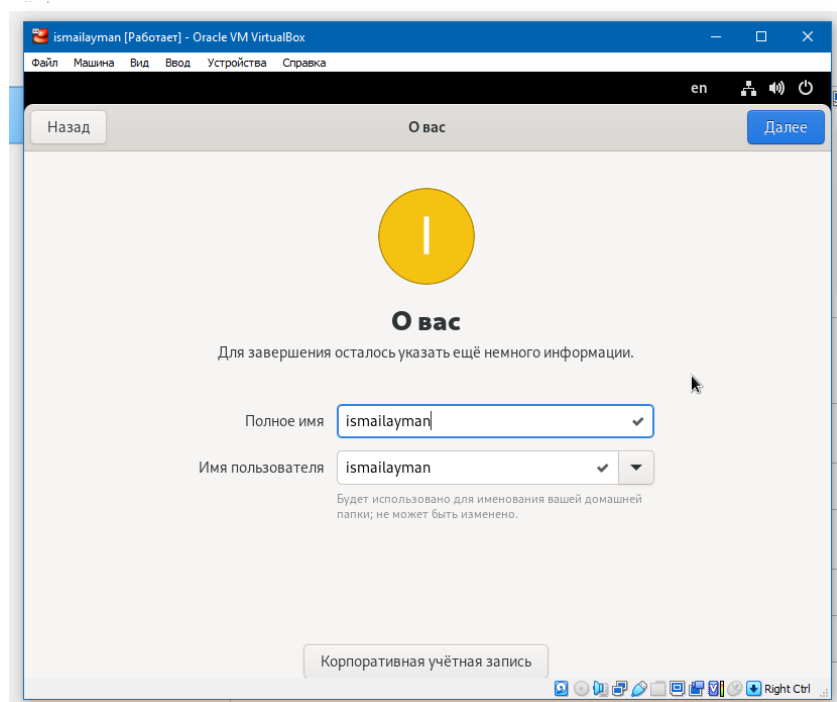 ismailayman [Работает] - Oracle VM VirtualBox
Файл Машина Вид Ввод Устройства Справка
en
Назад О вас Далее
I
О вас
Для завершения осталось указать ещё немного информации.
Полное имя ismailayman
Имя пользователя ismailayman
Будет использовано для именования вашей домашней
папки; не может быть изменено.
Корпоративная учётная запись
Right Ctrl